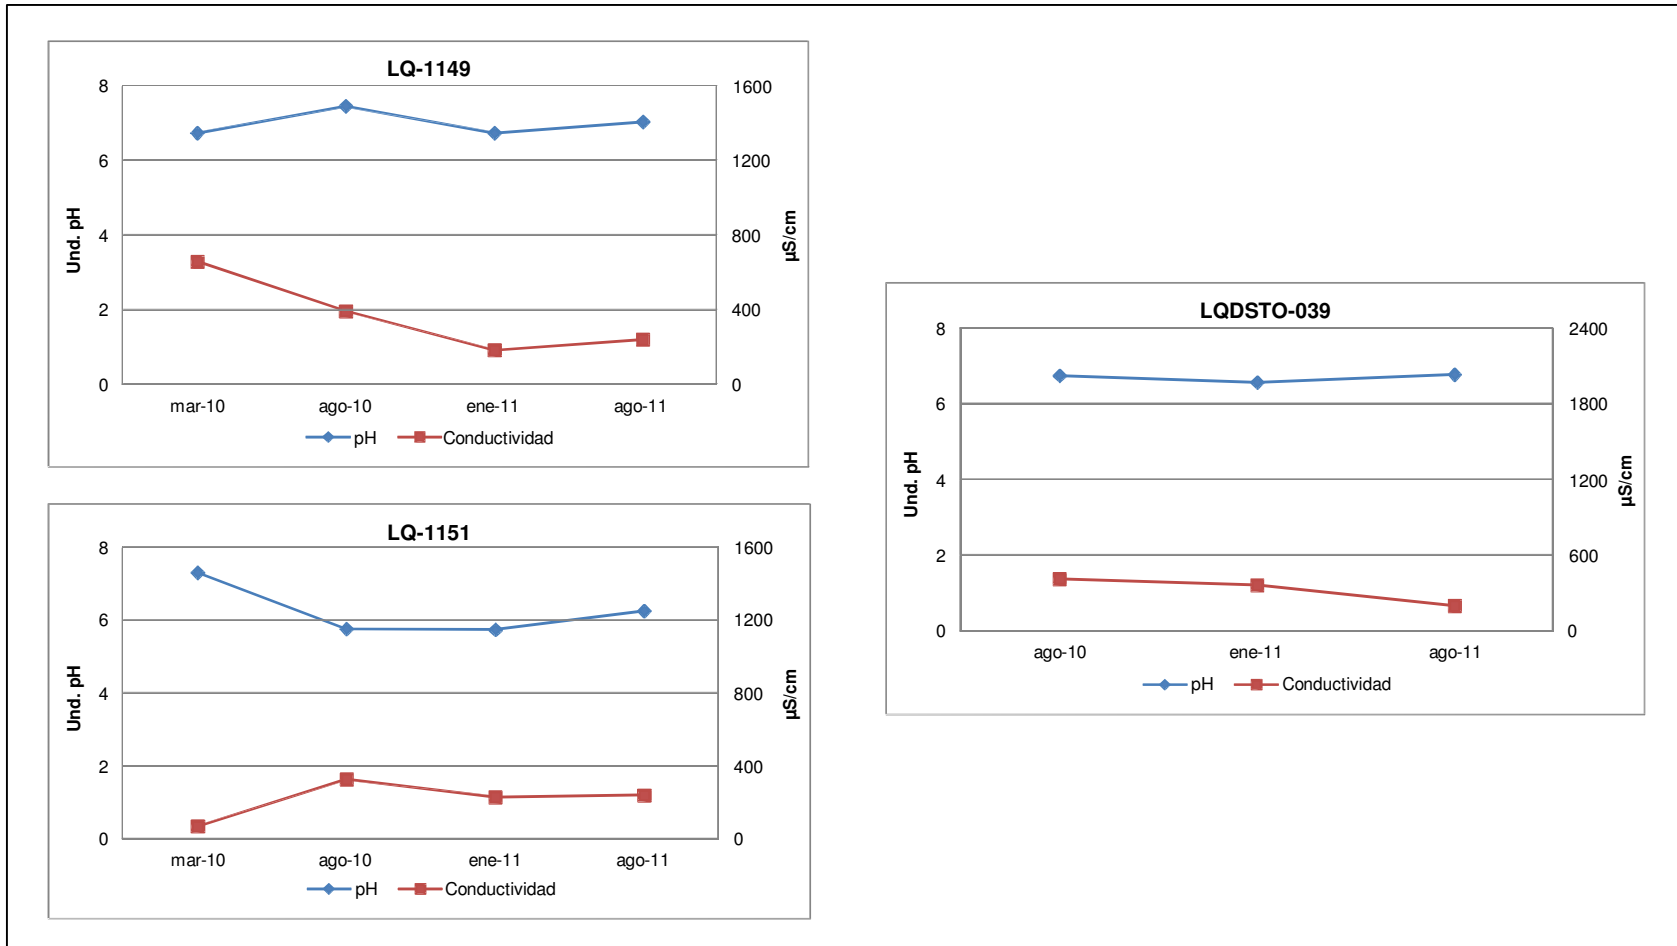 LQ-1149
8
6
4
2
0
Und. pH
1600
1200
800
400
0
µS/cm
mar-10 ago-10 ene-11 ago-11
pH Conductividad
LQ-1151
8
6
4
2
0
Und. pH
1600
1200
800
400
0
µS/cm
mar-10 ago-10 ene-11 ago-11
pH Conductividad
LQDSTO-039
8
6
4
2
0
Und. pH
2400
1800
1200
600
0
µS/cm
ago-10 ene-11 ago-11
pH Conductividad